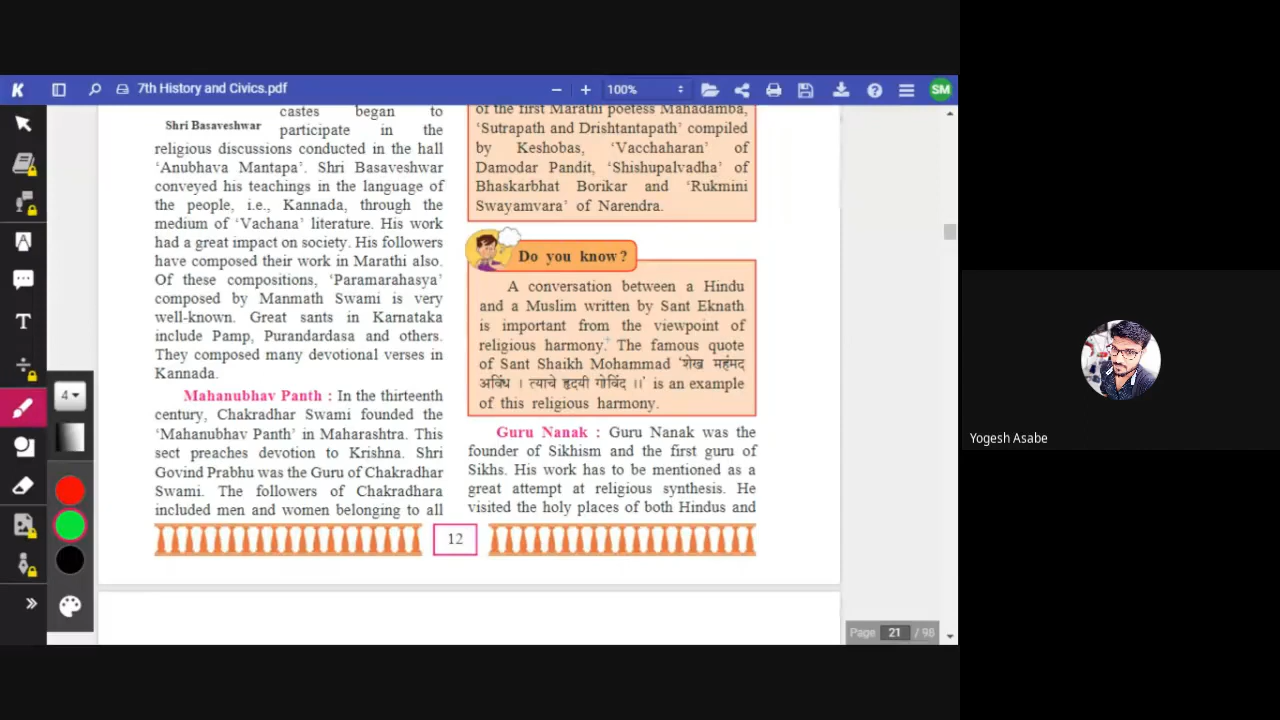 K
7th History and Civics.pdf
100%
SM
castes began to
Shri Basaveshwar
participate in the
religious discussions conducted in the hall
‘Anubhava Mantapa’. Shri Basaveshwar
conveyed his teachings in the language of
the people, i.e., Kannada, through the
medium of ‘Vachana’ literature. His work
had a great impact on society. His followers
have composed their work in Marathi also.
Of these compositions, ‘Paramarahasya’
composed by Manmath Swami is very
well-known. Great sants in Karnataka
include Pamp, Purandardasa and others.
They composed many devotional verses in
Kannada.
Mahanubhav Panth : In the thirteenth
century, Chakradhar Swami founded the
‘Mahanubhav Panth’ in Maharashtra. This
sect preaches devotion to Krishna. Shri
Govind Prabhu was the Guru of Chakradhar
Swami. The followers of Chakradhara
included men and women belonging to all
of the first Marathi poetess Mahadamba,
‘Sutrapath and Drishtantapath’ compiled
by Keshobas, ‘Vacchaharan’ of
Damodar Pandit, ‘Shishupalvadha’ of
Bhaskarbhat Borikar and ‘Rukmini
Swayamvara’ of Narendra.
Do you know?
A conversation between a Hindu
and a Muslim written by Sant Eknath
is important from the viewpoint of
religious harmony. The famous quote
of Sant Shaikh Mohammad ‘शेख महंमद
अविंध । त्याचे हृदयी गोविंद ।।’ is an example
of this religious harmony.
Guru Nanak : Guru Nanak was the
founder of Sikhism and the first guru of
Sikhs. His work has to be mentioned as a
great attempt at religious synthesis. He
visited the holy places of both Hindus and
12
4
Page 21 / 98
Yogesh Asabe